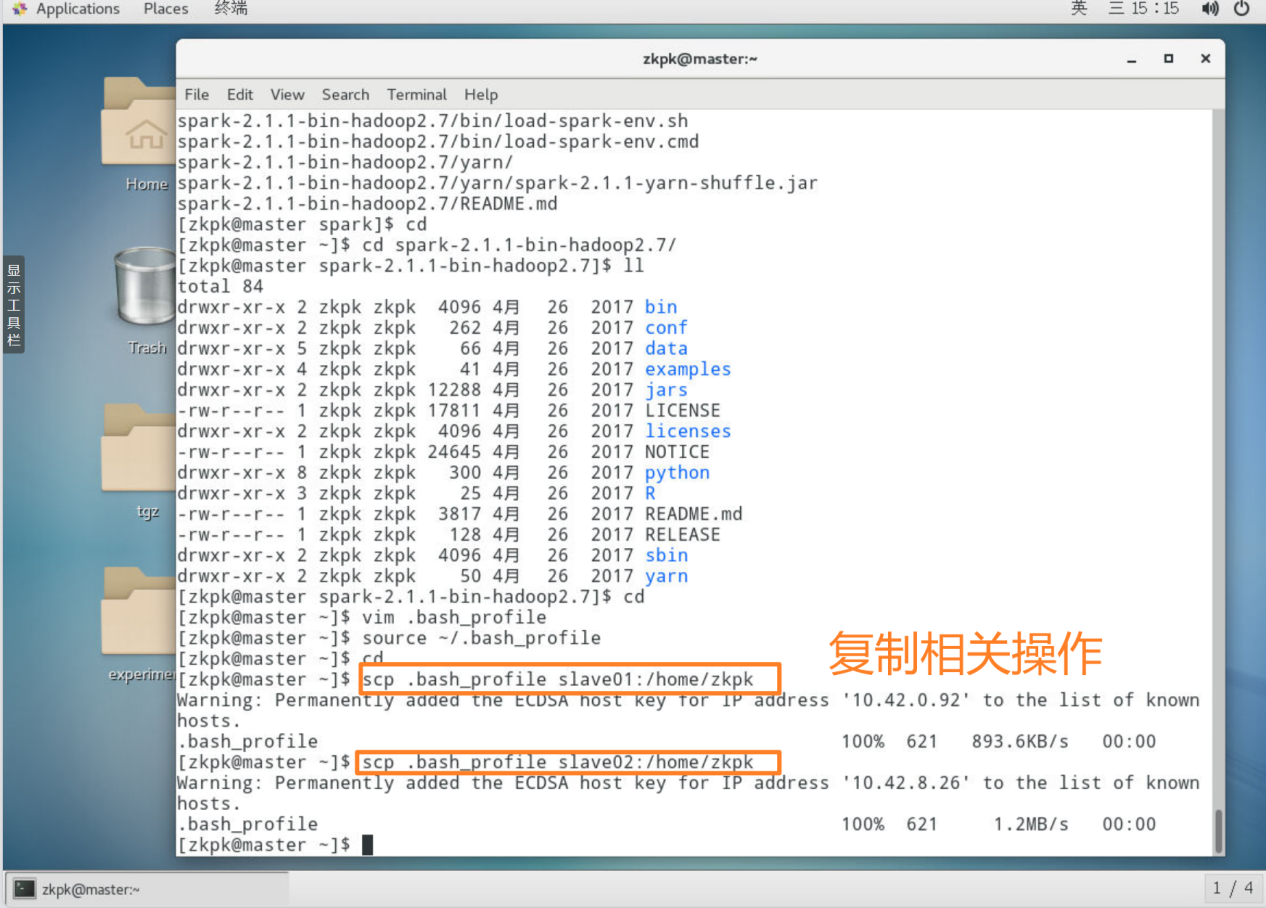 Applications Places 终端 英 三 15：15
zkpk@master:~
File Edit View Search Terminal Help
spark-2.1.1-bin-hadoop2.7/bin/load-spark-env.sh
spark-2.1.1-bin-hadoop2.7/bin/load-spark-env.cmd
spark-2.1.1-bin-hadoop2.7/yarn/
spark-2.1.1-bin-hadoop2.7/yarn/spark-2.1.1-yarn-shuffle.jar
spark-2.1.1-bin-hadoop2.7/README.md
[zkpk@master spark]$ cd
[zkpk@master ~]$ cd spark-2.1.1-bin-hadoop2.7/
[zkpk@master spark-2.1.1-bin-hadoop2.7]$ ll
total 84
drwxr-xr-x 2 zkpk zkpk 4096 4月 26 2017 bin
drwxr-xr-x 2 zkpk zkpk 262 4月 26 2017 conf
drwxr-xr-x 5 zkpk zkpk 66 4月 26 2017 data
drwxr-xr-x 4 zkpk zkpk 41 4月 26 2017 examples
drwxr-xr-x 2 zkpk zkpk 12288 4月 26 2017 jars
-rw-r--r-- 1 zkpk zkpk 17811 4月 26 2017 LICENSE
drwxr-xr-x 2 zkpk zkpk 4096 4月 26 2017 licenses
-rw-r--r-- 1 zkpk zkpk 24645 4月 26 2017 NOTICE
drwxr-xr-x 8 zkpk zkpk 300 4月 26 2017 python
drwxr-xr-x 3 zkpk zkpk 25 4月 26 2017 R
-rw-r--r-- 1 zkpk zkpk 3817 4月 26 2017 README.md
-rw-r--r-- 1 zkpk zkpk 128 4月 26 2017 RELEASE
drwxr-xr-x 2 zkpk zkpk 4096 4月 26 2017 sbin
drwxr-xr-x 2 zkpk zkpk 50 4月 26 2017 yarn
[zkpk@master spark-2.1.1-bin-hadoop2.7]$ cd
[zkpk@master ~]$ vim .bash_profile
[zkpk@master ~]$ source ~/.bash_profile
[zkpk@master ~]$ cd
[zkpk@master ~]$ scp .bash_profile slave01:/home/zkpk
复制相关操作
Warning: Permanently added the ECDSA host key for IP address '10.42.0.92' to the list of known
hosts.
.bash_profile 100% 621 893.6KB/s 00:00
[zkpk@master ~]$ scp .bash_profile slave02:/home/zkpk
Warning: Permanently added the ECDSA host key for IP address '10.42.8.26' to the list of known
hosts.
.bash_profile 100% 621 1.2MB/s 00:00
[zkpk@master ~]$
Home
Trash
tgz
experime
显示工具栏
zkpk@master:~ 1 / 4